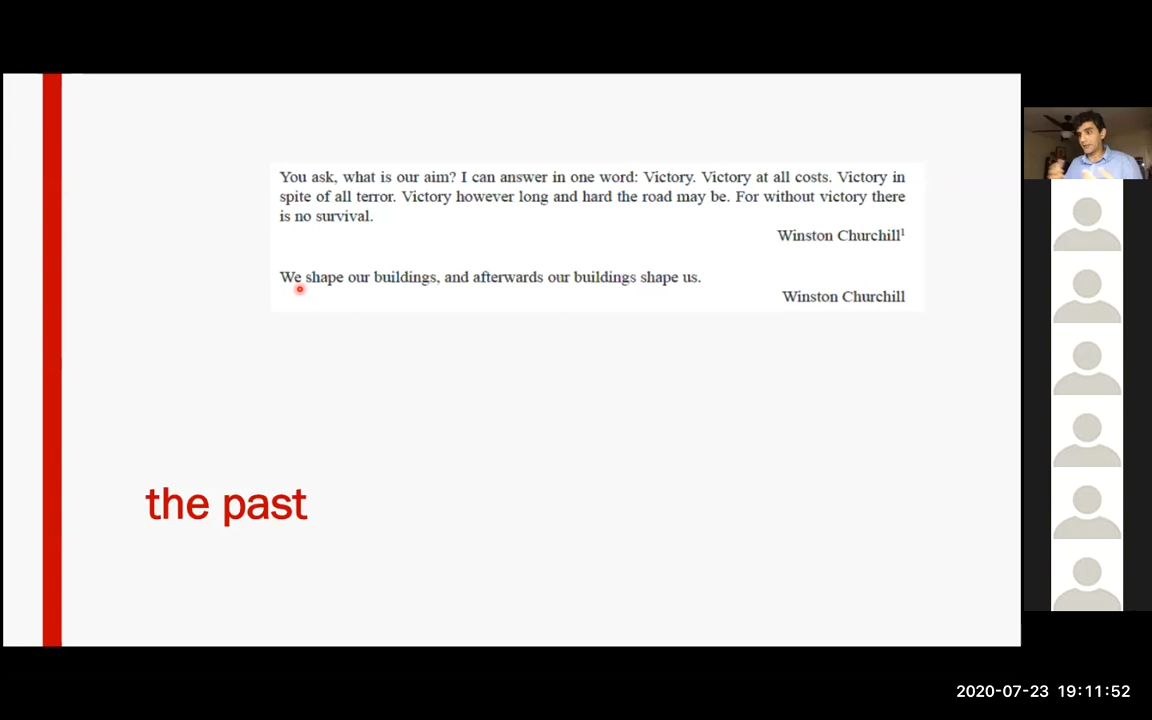 You ask, what is our aim? I can answer in one word: Victory. Victory at all costs. Victory in
spite of all terror. Victory however long and hard the road may be. For without victory there
is no survival.
Winston Churchill¹
We shape our buildings, and afterwards our buildings shape us.
Winston Churchill
the past
2020-07-23 19:11:52